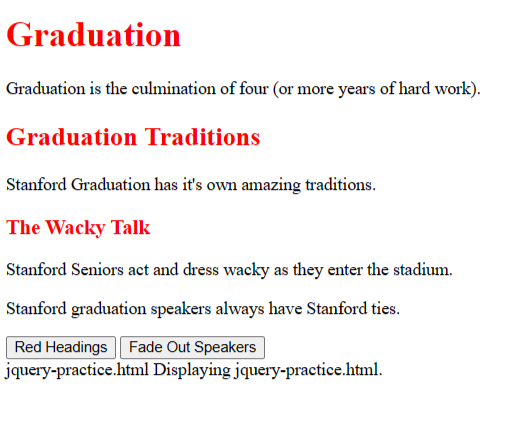 Graduation
Graduation is the culmination of four (or more years of hard work).
Graduation Traditions
Stanford Graduation has it's own amazing traditions.
The Wacky Talk
Stanford Seniors act and dress wacky as they enter the stadium.
Stanford graduation speakers always have Stanford ties.
Red Headings Fade Out Speakers
jquery-practice.html Displaying jquery-practice.html.